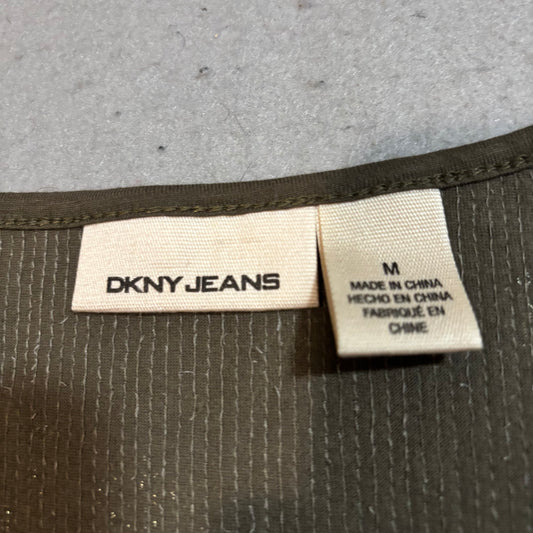 DKNY JEANS
M
MADE IN CHINA
HECHO EN CHINA
FABRIQUÉ EN
CHINE